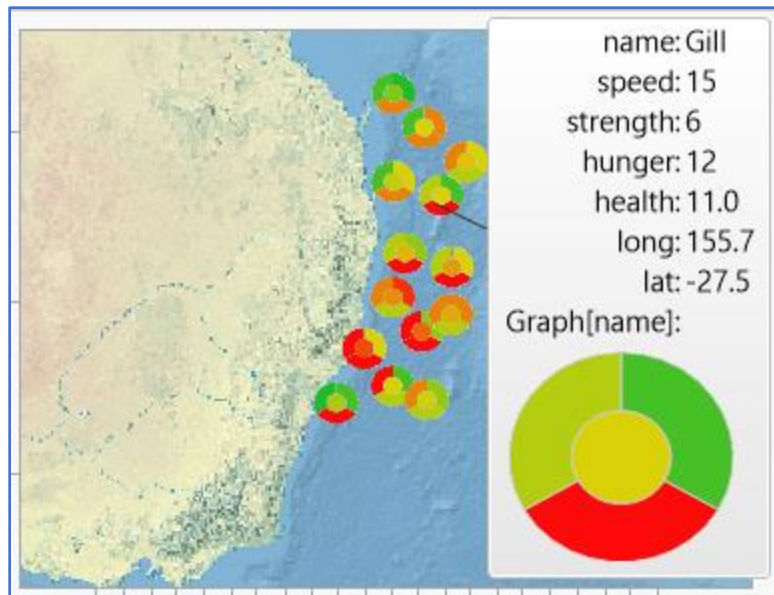 name: Gill
speed: 15
strength: 6
hunger: 12
health: 11.0
long: 155.7
lat: -27.5
Graph[name]: